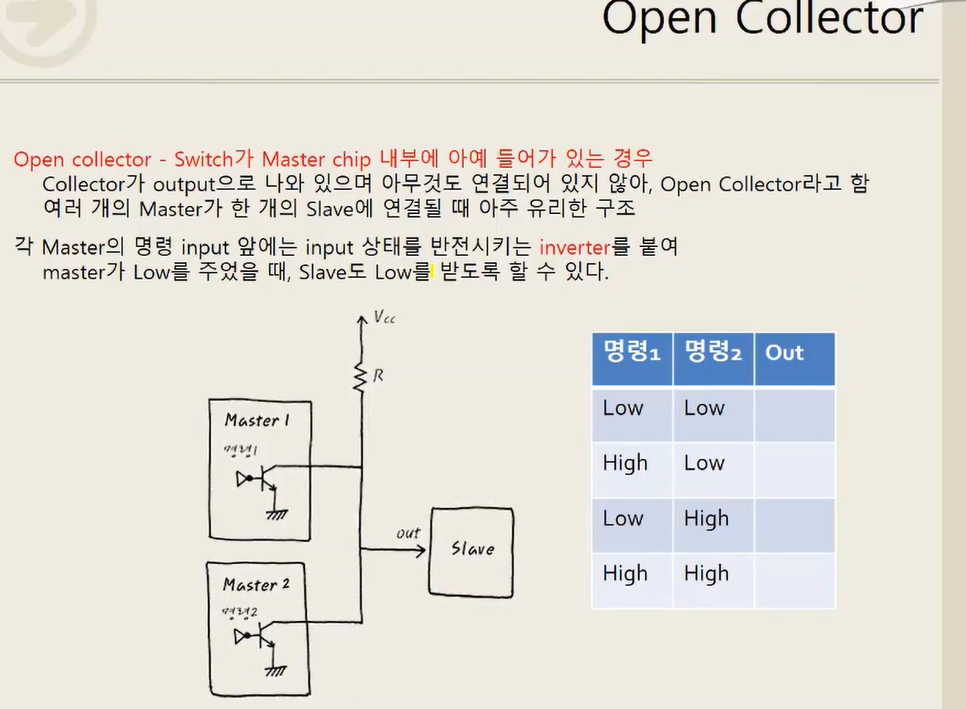 Open Collector
Open collector - Switch가 Master chip 내부에 아예 들어가 있는 경우
Collector가 output으로 나와 있으며 아무것도 연결되어 있지 않아, Open Collector라고 함
여러 개의 Master가 한 개의 Slave에 연결될 때 아주 유리한 구조
각 Master의 명령 input 앞에는 input 상태를 반전시키는 inverter를 붙여
master가 Low를 주었을 때, Slave도 Low를 받도록 할 수 있다.
Vcc
R
Master 1
명령1
out
Slave
Master 2
명령2
명령1 명령2 Out
Low Low
High Low
Low High
High High